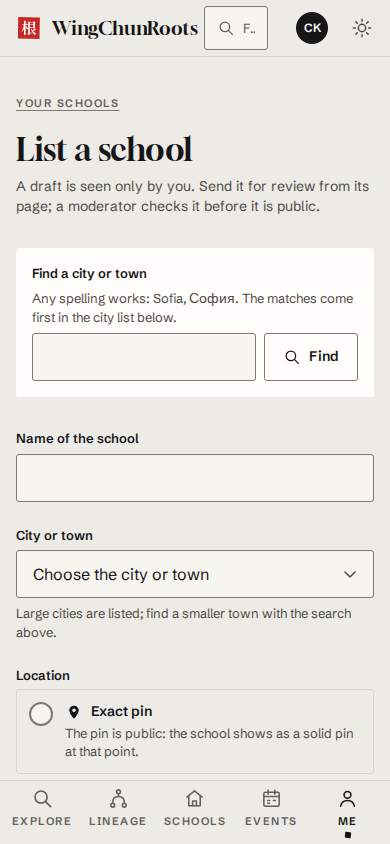 根 WingChunRoots F.. CK
YOUR SCHOOLS
List a school
A draft is seen only by you. Send it for review from its
page; a moderator checks it before it is public.
Find a city or town
Any spelling works: Sofia, София. The matches come
first in the city list below.
Find
Name of the school
City or town
Choose the city or town
Large cities are listed; find a smaller town with the search
above.
Location
Exact pin
The pin is public: the school shows as a solid pin
at that point.
EXPLORE LINEAGE SCHOOLS EVENTS ME